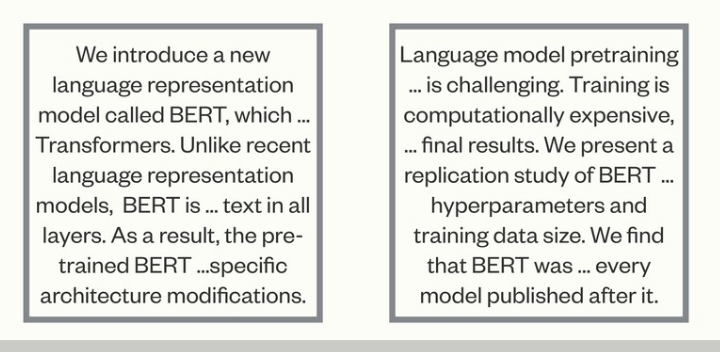 We introduce a new
language representation
model called BERT, which ...
Transformers. Unlike recent
language representation
models, BERT is ... text in all
layers. As a result, the pre-
trained BERT ...specific
architecture modifications.
Language model pretraining
... is challenging. Training is
computationally expensive,
... final results. We present a
replication study of BERT ...
hyperparameters and
training data size. We find
that BERT was ... every
model published after it.